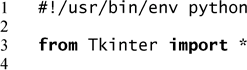 1 #!/usr/bin/env python
2
3 from Tkinter import *
4